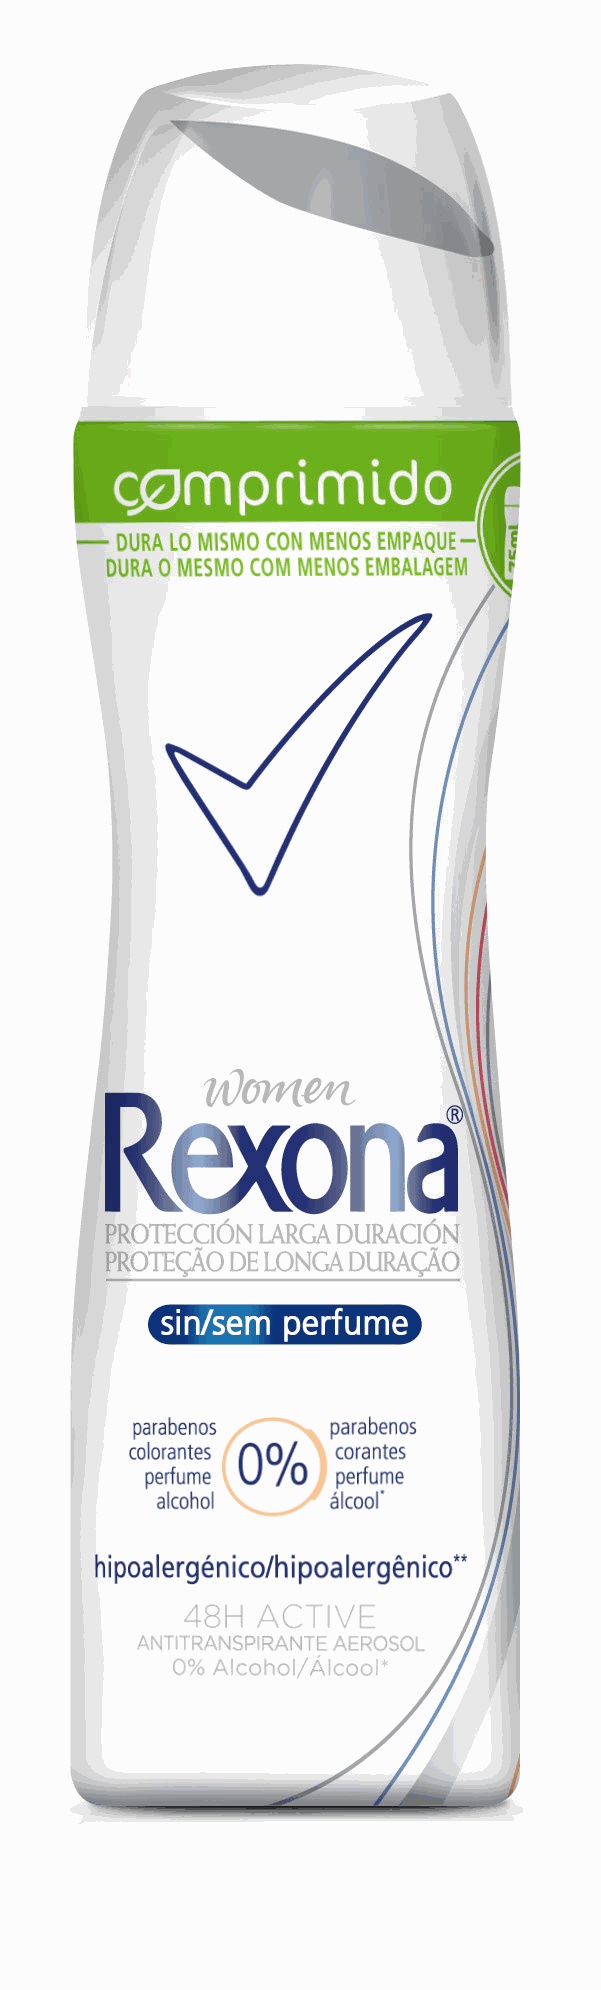 comprimido
DURA LO MISMO CON MENOS EMPAQUE
DURA O MESMO COM MENOS EMBALAGEM
75ml
women
Rexona®
PROTECCIÓN LARGA DURACIÓN
PROTEÇÃO DE LONGA DURAÇÃO
sin/sem perfume
parabenos
colorantes
perfume
alcohol
0%
parabenos
corantes
perfume
álcool*
hipoalergénico/hipoalergênico**
48H ACTIVE
ANTITRANSPIRANTE AEROSOL
0% Alcohol/Álcool*